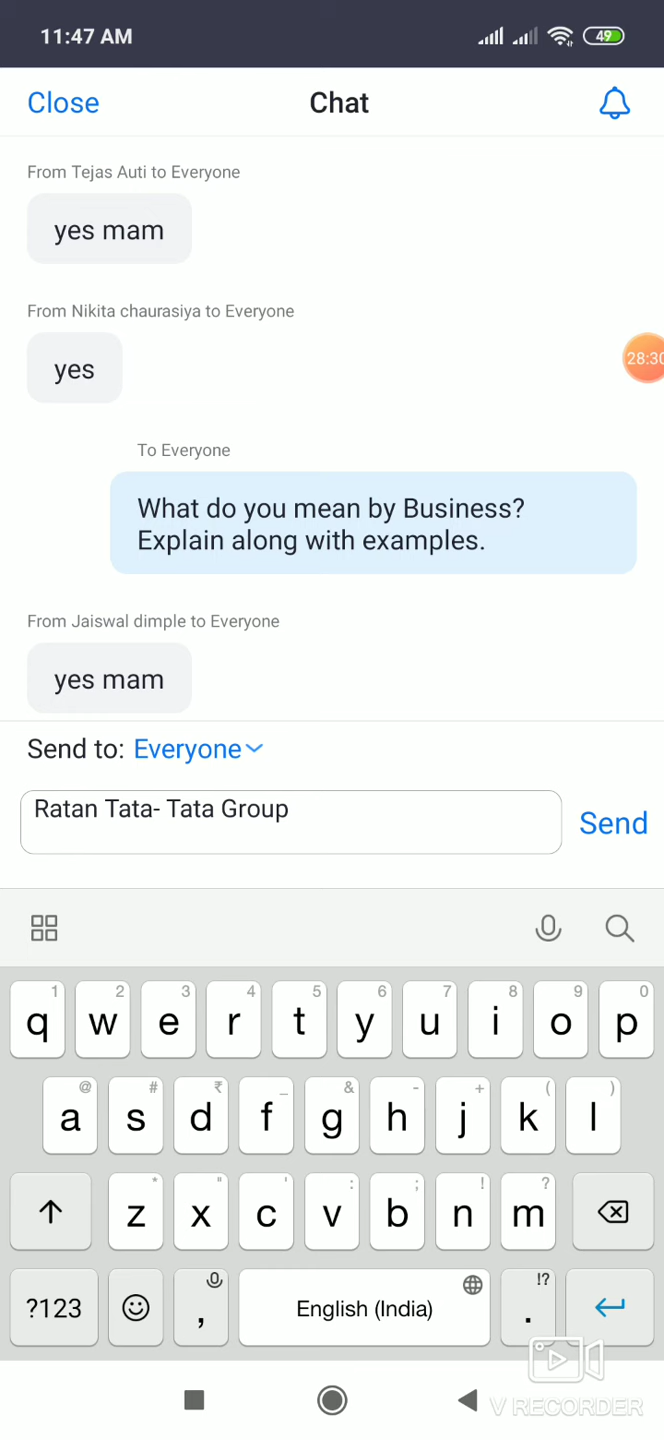 11:47 AM
49
Close
Chat
From Tejas Auti to Everyone
yes mam
From Nikita chaurasiya to Everyone
yes
28:30
To Everyone
What do you mean by Business?
Explain along with examples.
From Jaiswal dimple to Everyone
yes mam
Send to: Everyone
Ratan Tata- Tata Group
Send
1 2 3 4 5 6 7 8 9 0
q w e r t y u i o p
@ # ₹ _ & - + ( )
a s d f g h j k l
* " ' : ; ! ?
z x c v b n m
!?
?123 , English (India) .
V RECORDER